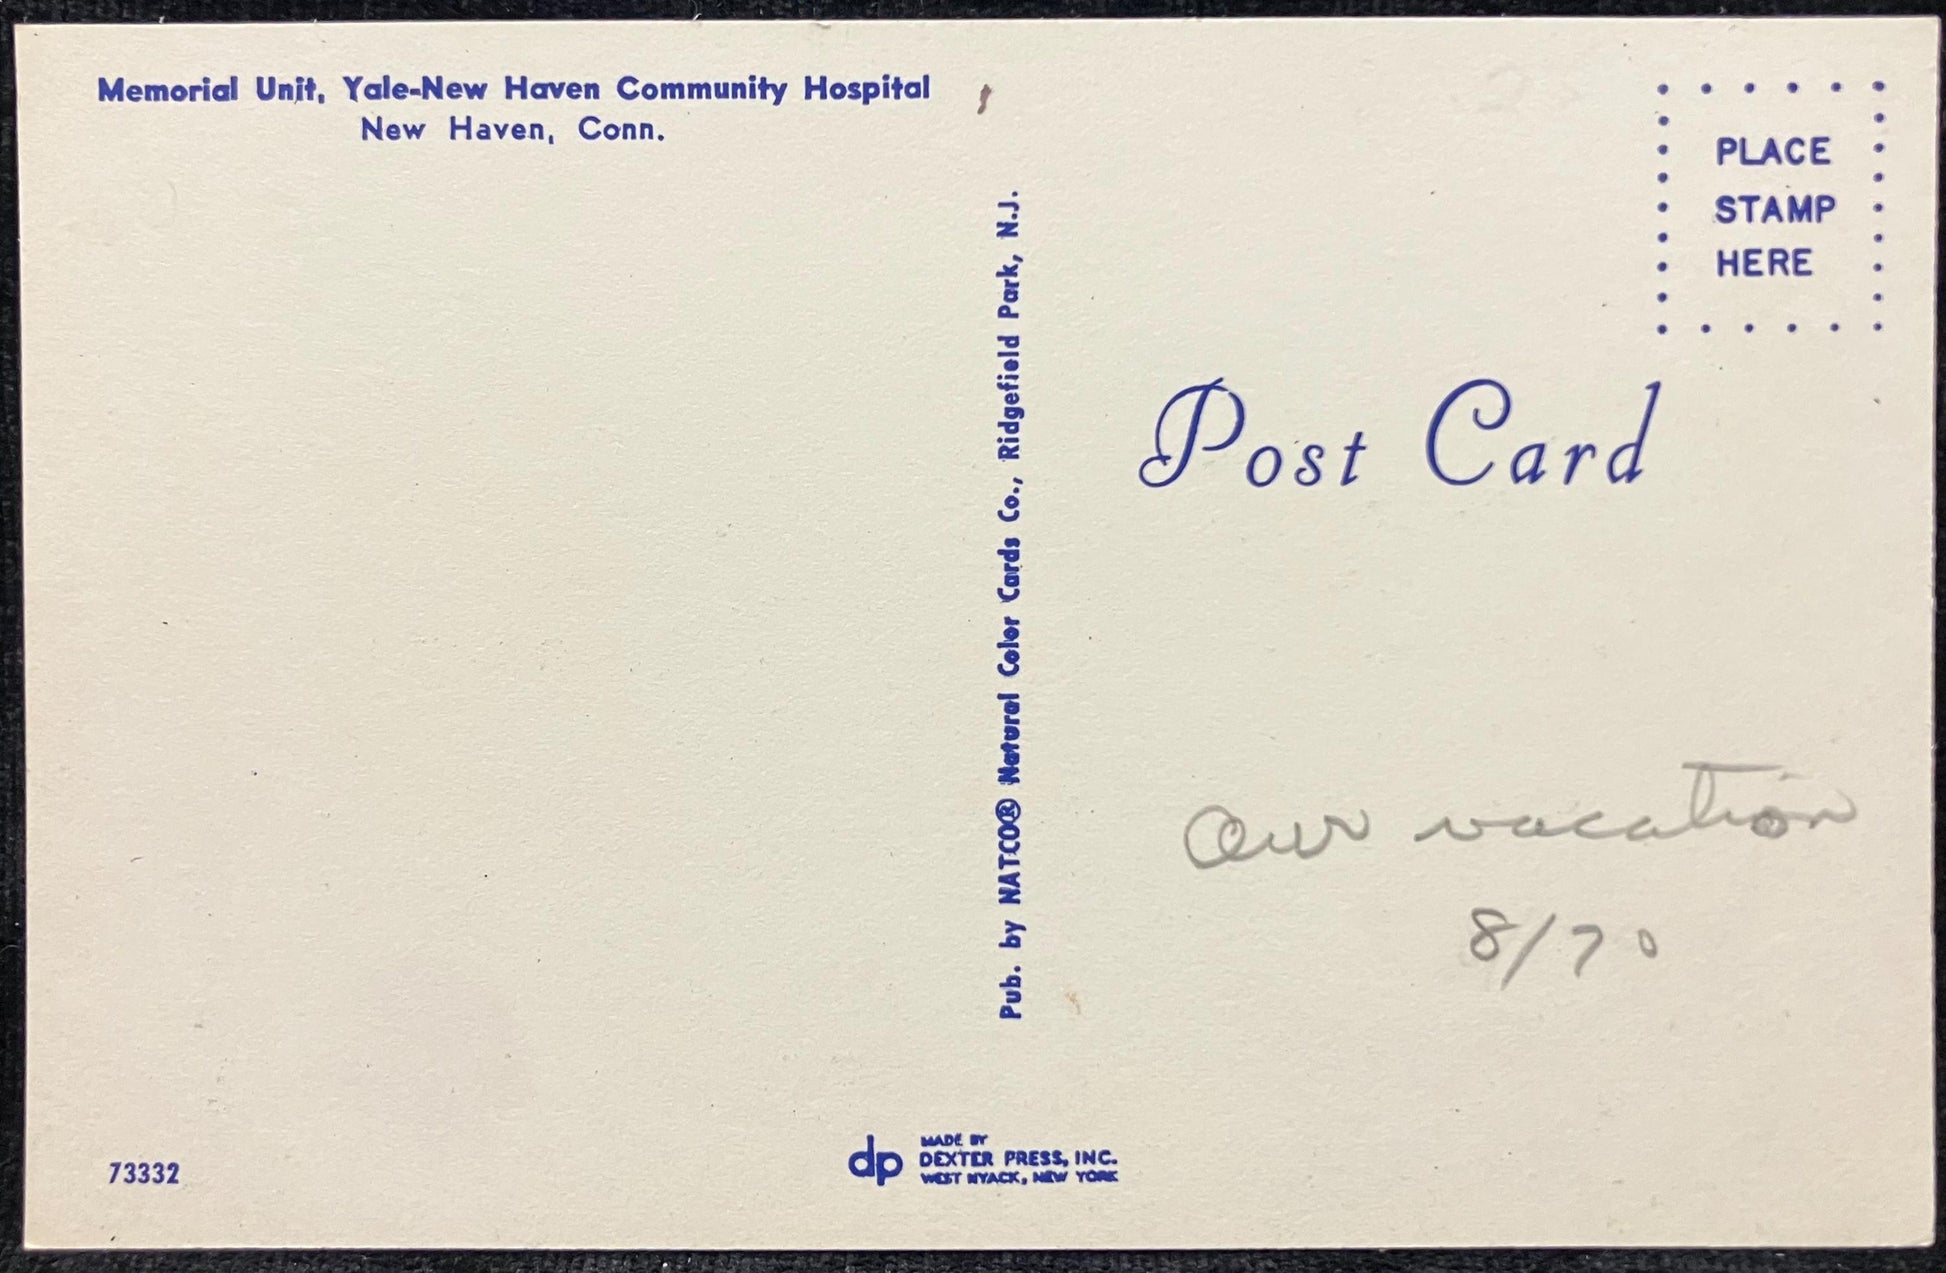 Memorial Unit, Yale-New Haven Community Hospital
New Haven, Conn.
Pub. by NATCO® Natural Color Cards Co., Ridgefield Park, N.J.
PLACE
STAMP
HERE
Post Card
Our vacation
8/70
73332
dp
MADE BY
DEXTER PRESS, INC.
WEST NYACK, NEW YORK